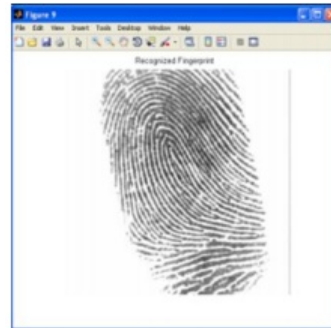 Figure 9
File Edit View Insert Tools Desktop Window Help
Recognized Fingerprint